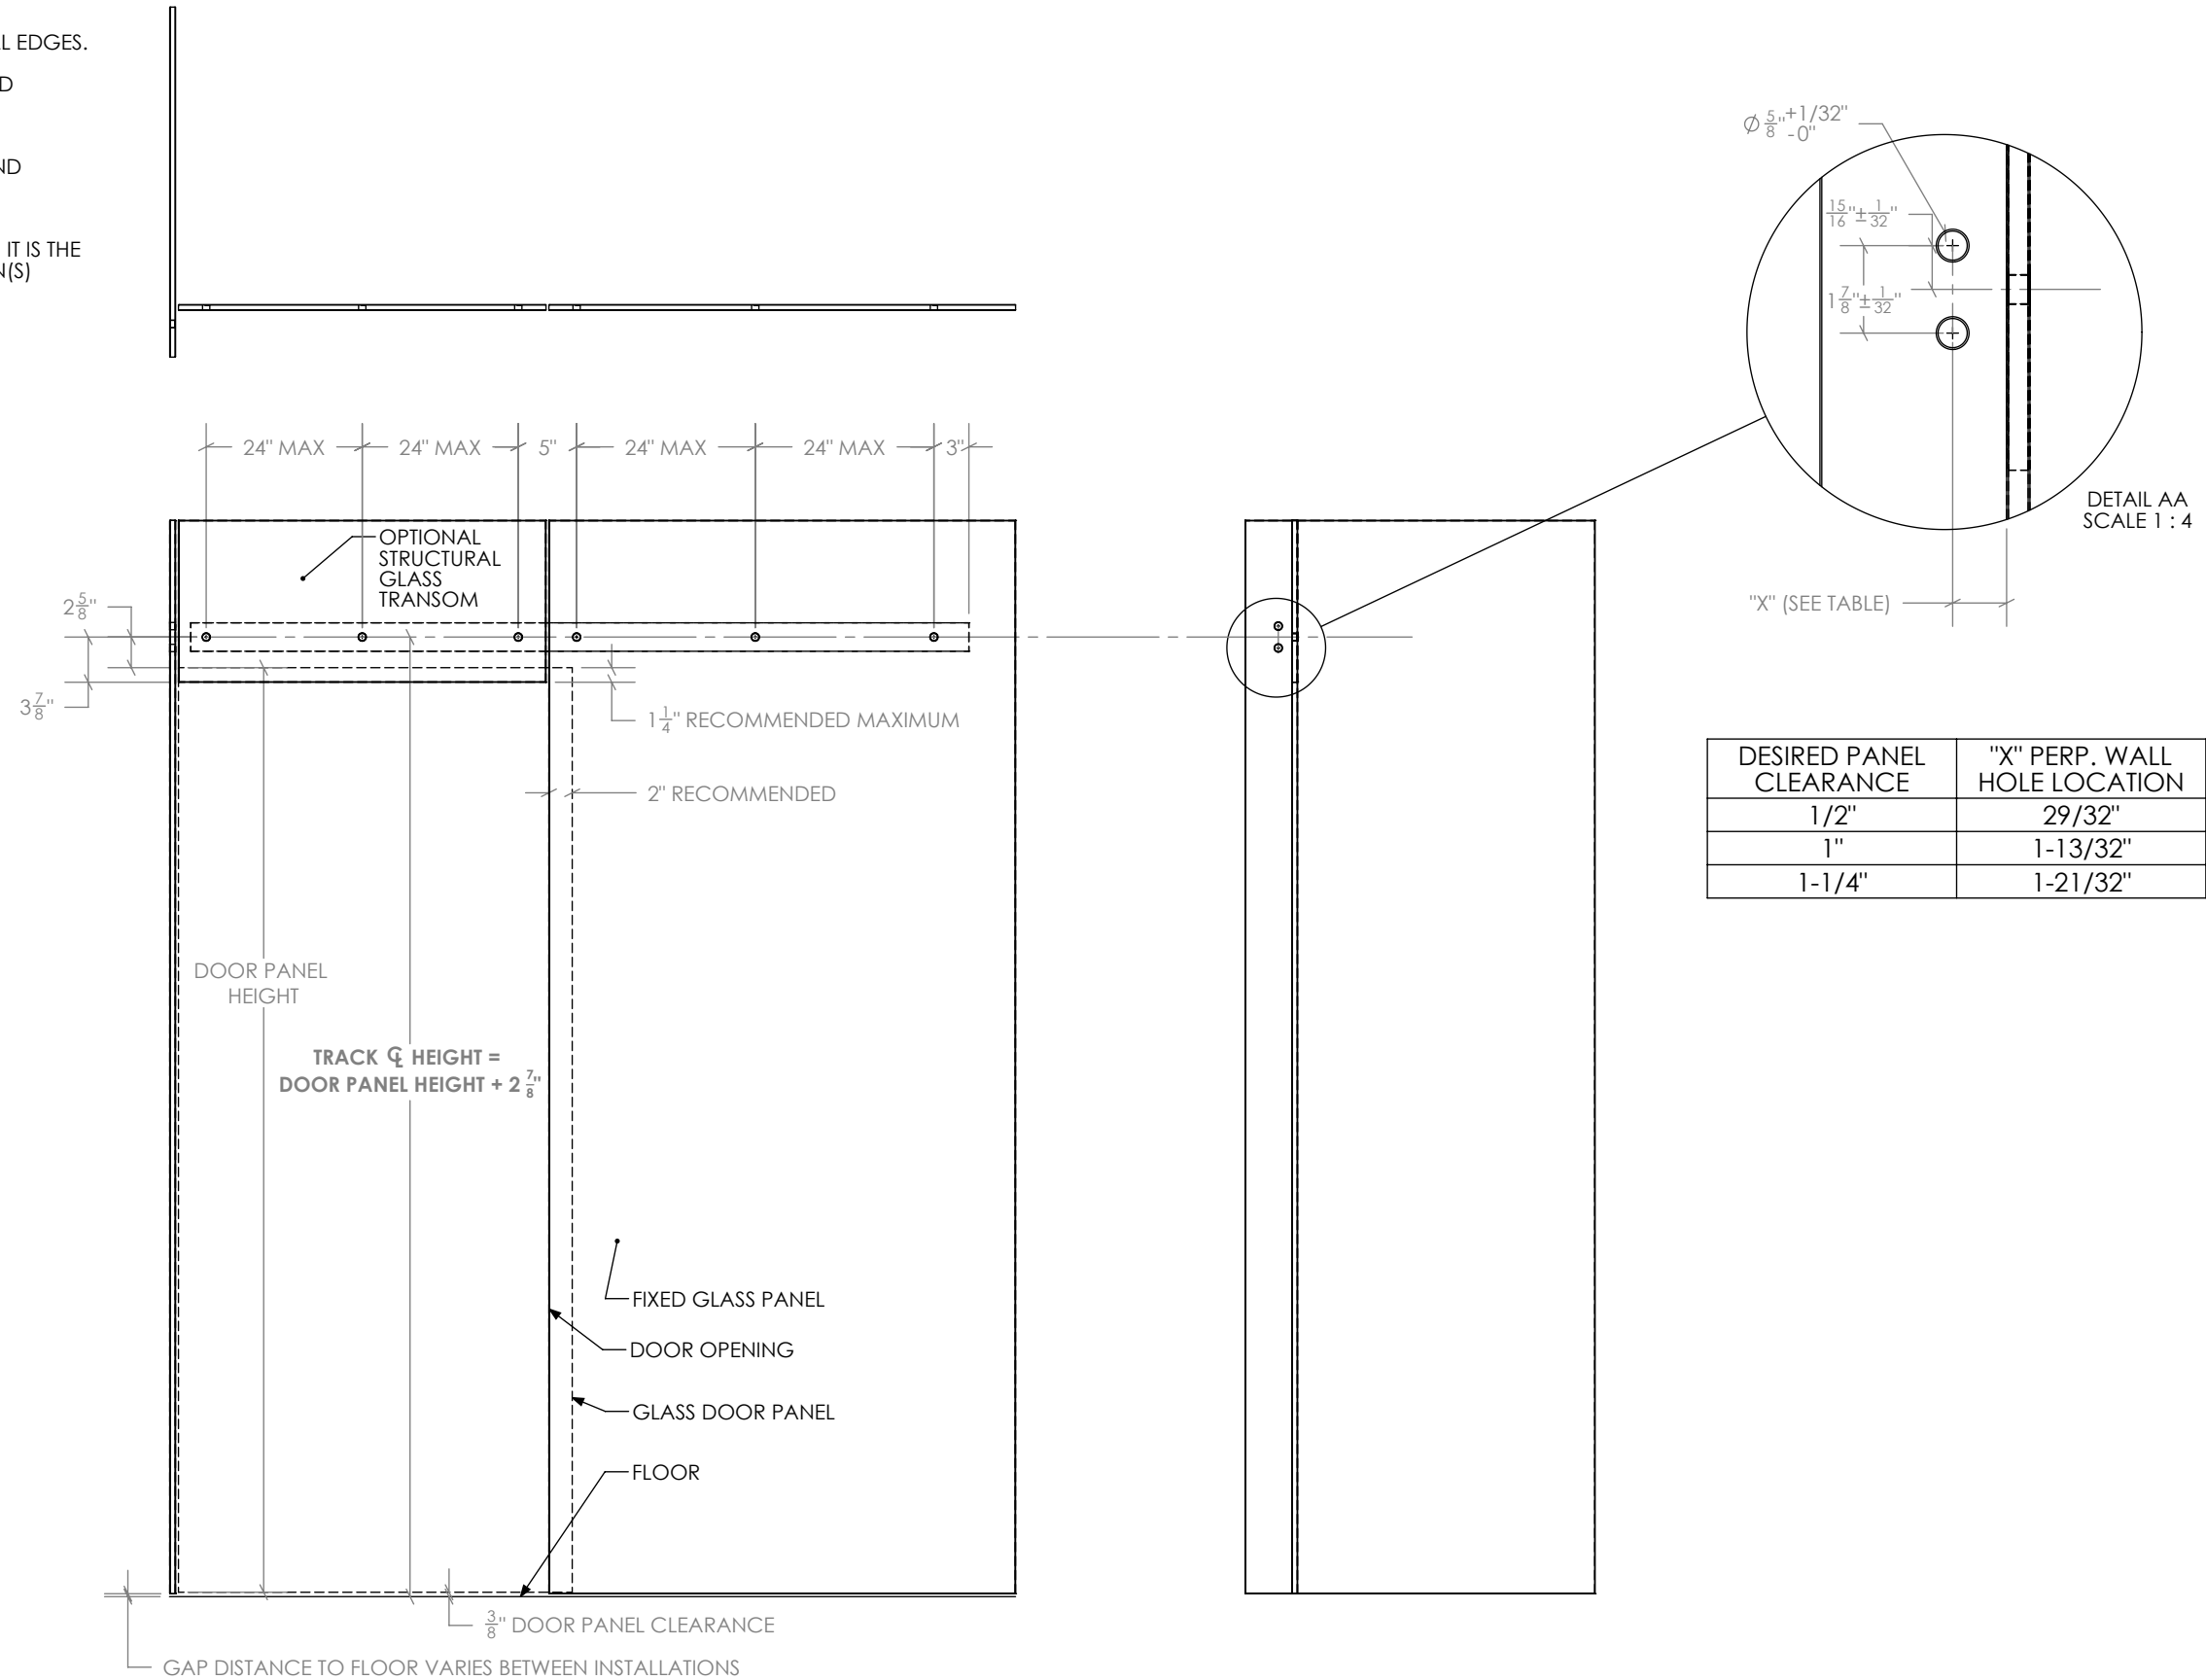 L EDGES.
D
ND
IT IS THE
N(S)
Ø 5/8" +1/32"
-0"
15/16"±1/32"
1 7/8"±1/32"
DETAIL AA
SCALE 1 : 4
"X" (SEE TABLE)
24" MAX 24" MAX 5" 24" MAX 24" MAX 3"
OPTIONAL
STRUCTURAL
GLASS
TRANSOM
2 5/8"
3 7/8"
1 1/4" RECOMMENDED MAXIMUM
2" RECOMMENDED
DESIRED PANEL
CLEARANCE
"X" PERP. WALL
HOLE LOCATION
1/2" 29/32"
1" 1-13/32"
1-1/4" 1-21/32"
DOOR PANEL
HEIGHT
TRACK ℄ HEIGHT =
DOOR PANEL HEIGHT + 2 7/8"
FIXED GLASS PANEL
DOOR OPENING
GLASS DOOR PANEL
FLOOR
3/8" DOOR PANEL CLEARANCE
GAP DISTANCE TO FLOOR VARIES BETWEEN INSTALLATIONS